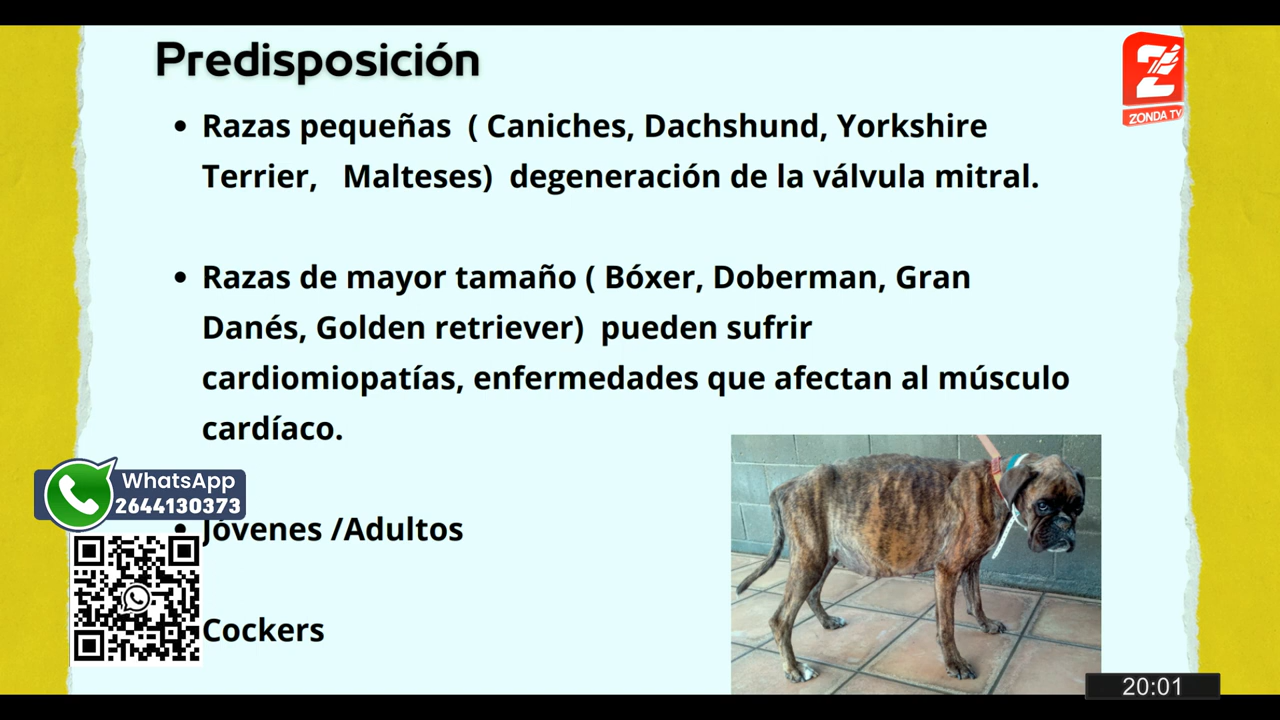 Predisposición
ZONDA TV
• Razas pequeñas ( Caniches, Dachshund, Yorkshire
Terrier, Malteses) degeneración de la válvula mitral.
• Razas de mayor tamaño ( Bóxer, Doberman, Gran
Danés, Golden retriever) pueden sufrir
cardiomiopatías, enfermedades que afectan al músculo
cardíaco.
WhatsApp
2644130373
• Jóvenes /Adultos
Cockers
20:01